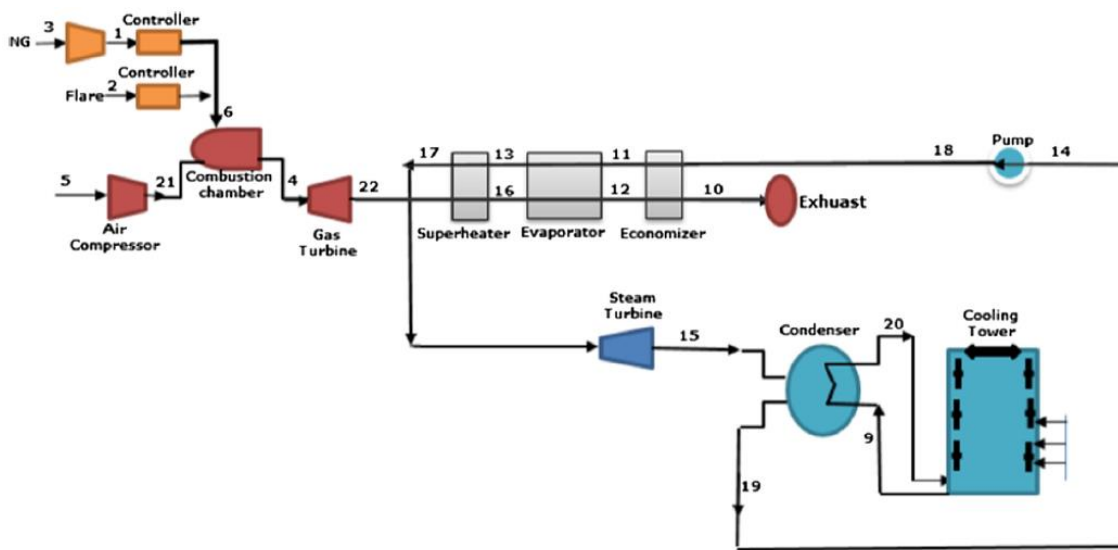 Controller
3
1
NG
Controller
2
Flare
6
Combustion
chamber
5
21
4
Air
Compressor
22
Gas
Turbine
17
13
11
18
Pump
14
16
12
10
Exhuast
Superheater
Evaporator
Economizer
Steam
Turbine
15
Condenser
20
Cooling
Tower
9
19